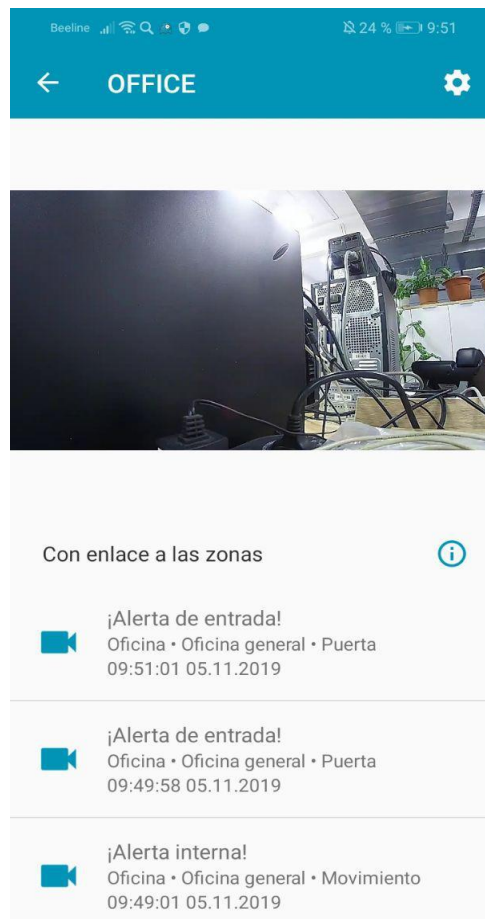 Beeline 24 % 9:51
OFFICE
Con enlace a las zonas
¡Alerta de entrada!
Oficina • Oficina general • Puerta
09:51:01 05.11.2019
¡Alerta de entrada!
Oficina • Oficina general • Puerta
09:49:58 05.11.2019
¡Alerta interna!
Oficina • Oficina general • Movimiento
09:49:01 05.11.2019